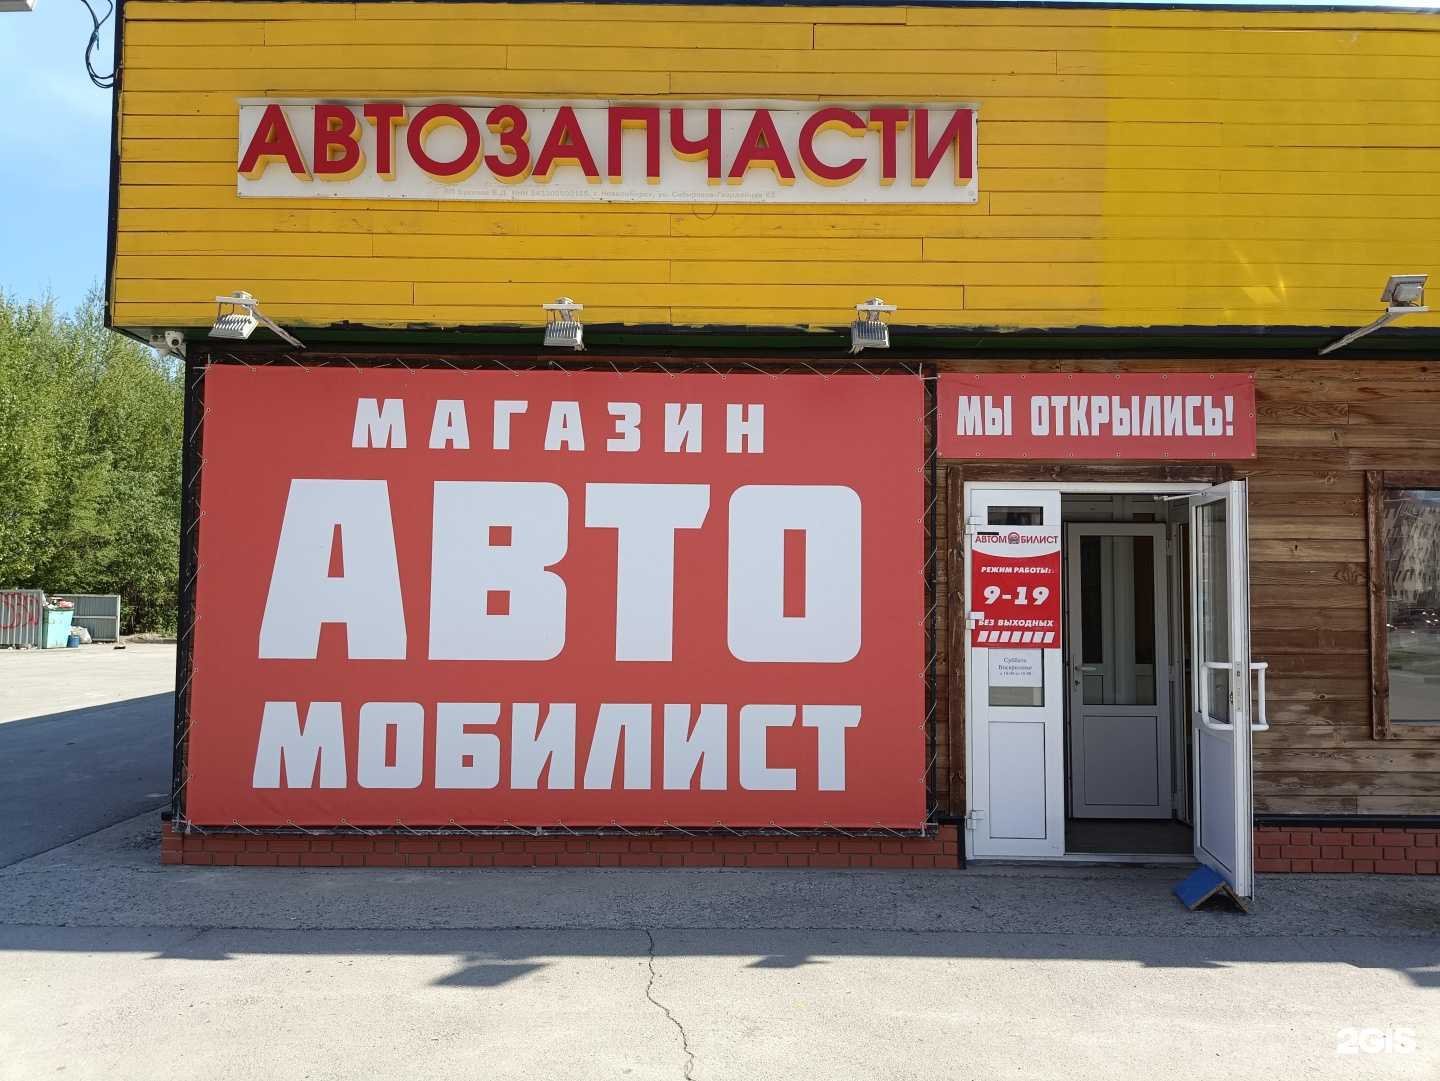 АВТОЗАПЧАСТИ
МАГАЗИН
АВТО
МОБИЛИСТ
МЫ ОТКРЫЛИСЬ!
АВТОМОБИЛИСТ
РЕЖИМ РАБОТЫ:
9-19
БЕЗ ВЫХОДНЫХ
Суббота
Воскресенье
2GIS